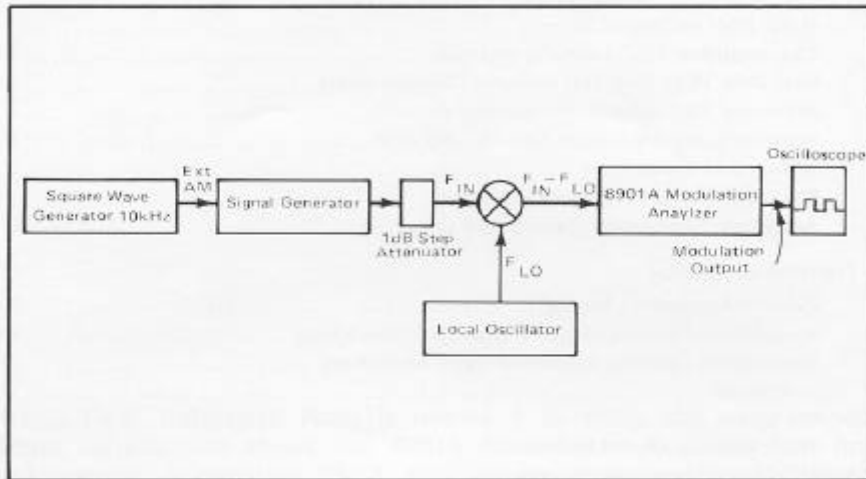 Oscilloscope
Ext
AM
Square Wave
Generator 10kHz
Signal Generator
1dB Step
Attenuator
F IN
F LO
F IN - F LO
8901A Modulation
Anaylzer
Modulation
Output
Local Oscillator